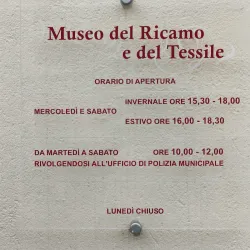 Museo del Ricamo
e del Tessile
ORARIO DI APERTURA
INVERNALE ORE 15,30 - 18,00
MERCOLEDÌ E SABATO
ESTIVO ORE 16,00 - 18,30
DA MARTEDÌ A SABATO ORE 10,00 - 12,00
RIVOLGENDOSI ALL'UFFICIO DI POLIZIA MUNICIPALE
LUNEDÌ CHIUSO